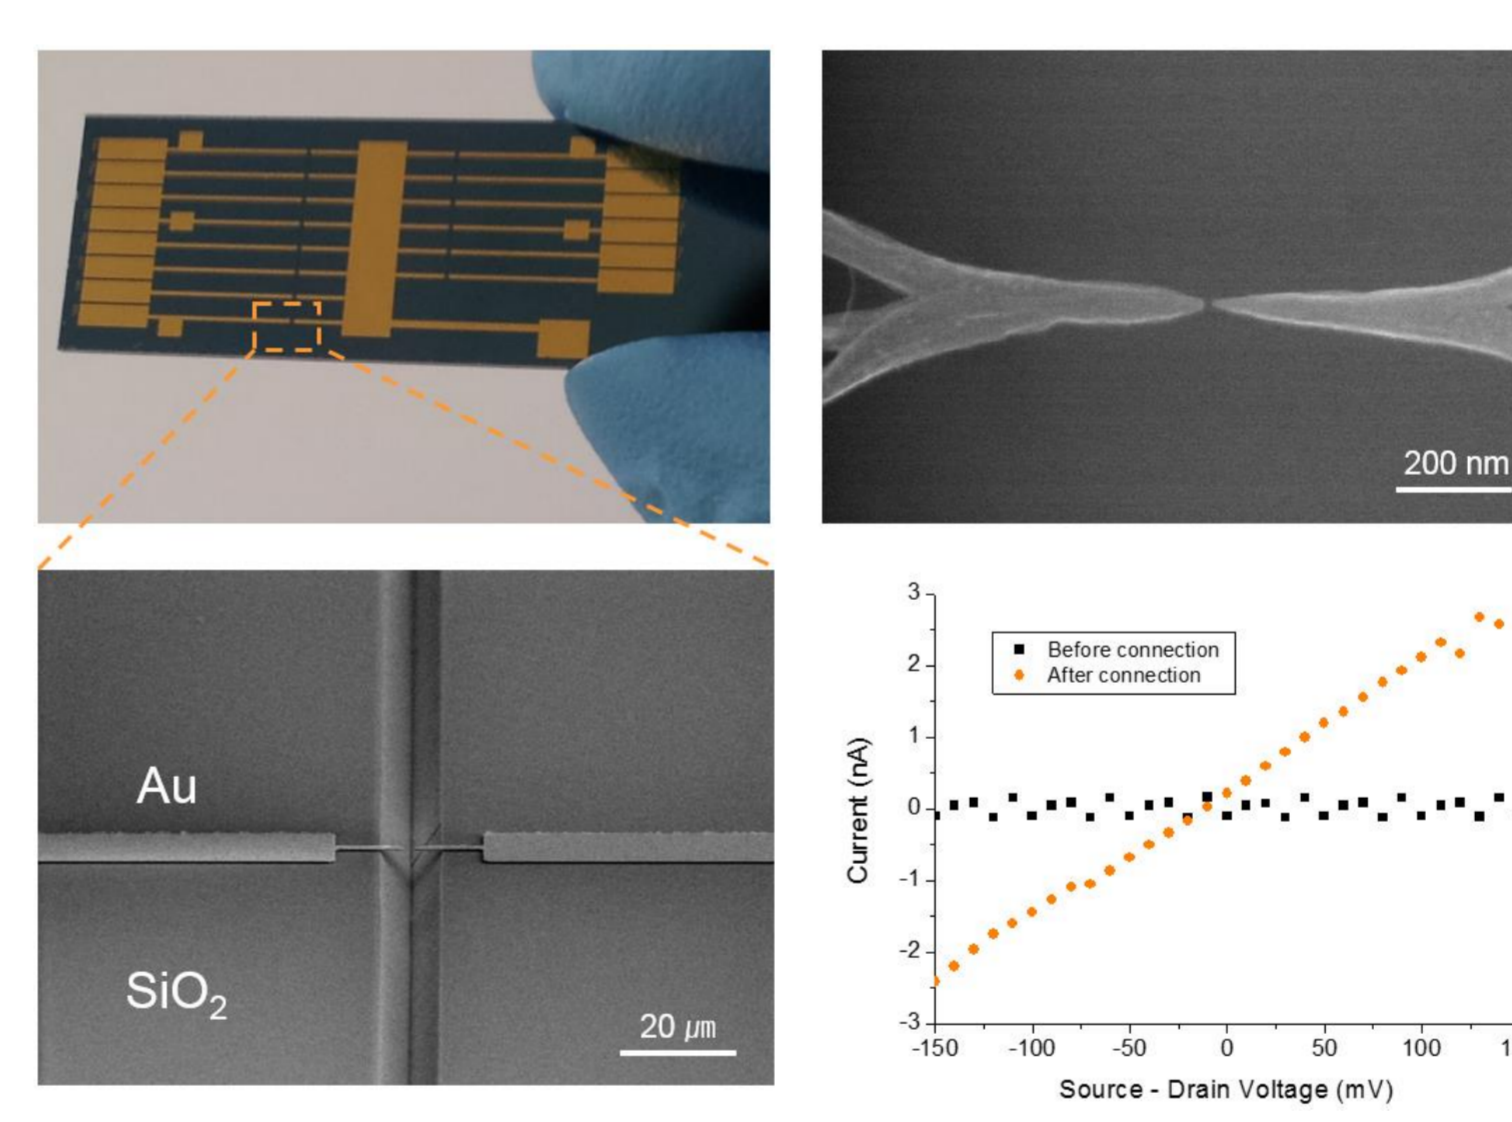 200 nm
Au
SiO₂
20 μm
3
2
1
0
-1
-2
-3
Current (nA)
Before connection
After connection
-150 -100 -50 0 50 100
Source - Drain Voltage (mV)